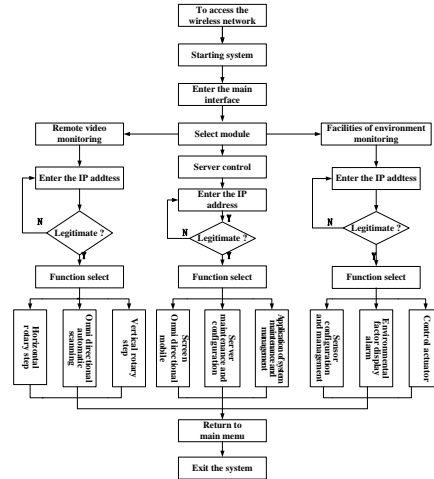 To access the
wireless network
Starting system
Enter the main
interface
Remote video
monitoring
Select module
Facilities of environment
monitoring
Server control
Enter the IP addtess
Enter the IP
address
Enter the IP addtess
N
Legitimate ?
Y
N
Legitimate ?
Y
Y
N
Legitimate ?
Y
Function select
Function select
Function select
Horizontal
rotary step
Omni directional
automatic
scanning
Vertical rotary
step
Screen
Omni directional
mobile
Server
maintenance and
configuration
Application of system
maintenance and
management
Sensor
configuration
and management
Environmental
factor display
alarm
Control actuator
Return to
main menu
Exit the system